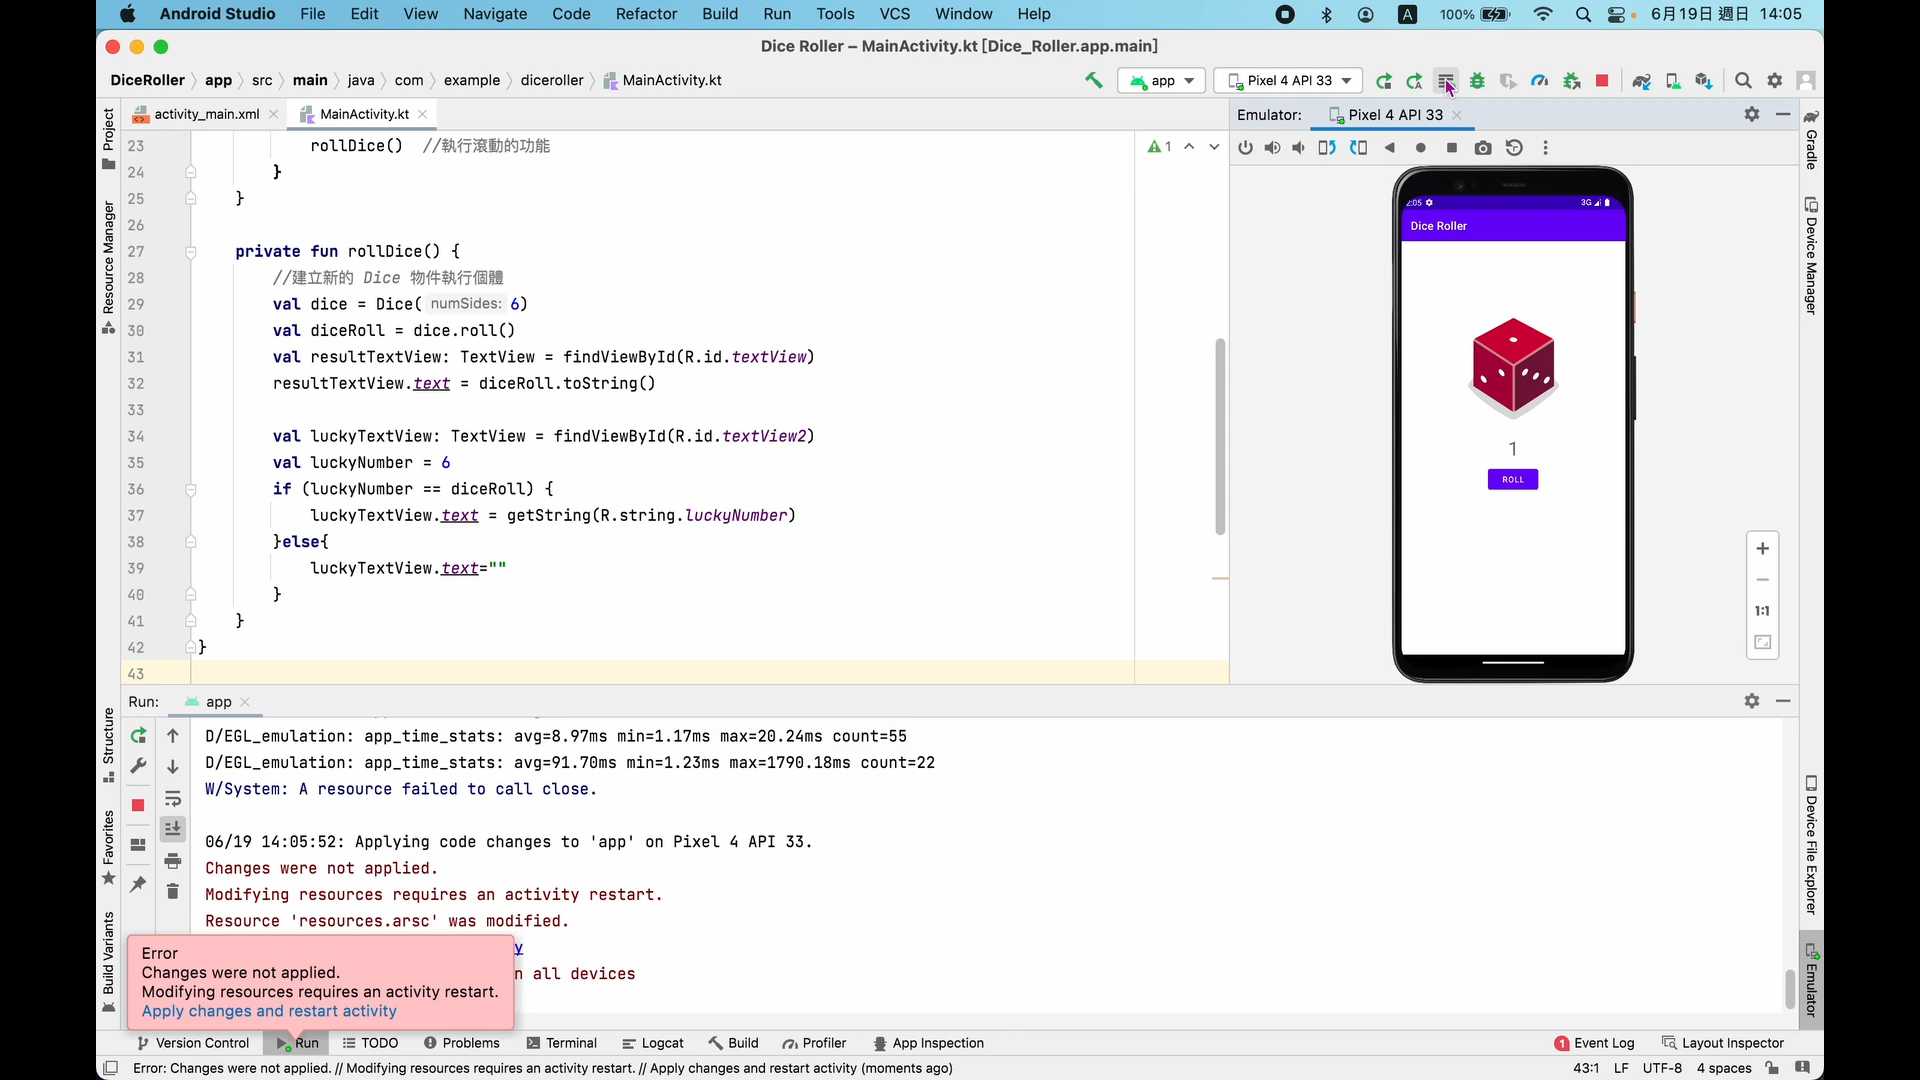 Android Studio File Edit View Navigate Code Refactor Build Run Tools VCS Window Help A 100% 6月19日 週日 14:05
Dice Roller – MainActivity.kt [Dice_Roller.app.main]
DiceRoller app src main java com example diceroller MainActivity.kt app Pixel 4 API 33
activity_main.xml MainActivity.kt
Emulator: Pixel 4 API 33
Project
Resource Manager
Structure
Favorites
Build Variants
23 rollDice() //執行滾動的功能
1
24 }
25 }
26
27 private fun rollDice() {
28 //建立新的 Dice 物件執行個體
29 val dice = Dice( numSides: 6)
30 val diceRoll = dice.roll()
31 val resultTextView: TextView = findViewById(R.id.textView)
32 resultTextView.text = diceRoll.toString()
33
34 val luckyTextView: TextView = findViewById(R.id.textView2)
35 val luckyNumber = 6
36 if (luckyNumber == diceRoll) {
37 luckyTextView.text = getString(R.string.luckyNumber)
38 }else{
39 luckyTextView.text=""
40 }
41 }
42 }
43
2:05 3G
Dice Roller
1
ROLL
1:1
Gradle
Device Manager
Device File Explorer
Emulator
Run: app
D/EGL_emulation: app_time_stats: avg=8.97ms min=1.17ms max=20.24ms count=55
D/EGL_emulation: app_time_stats: avg=91.70ms min=1.23ms max=1790.18ms count=22
W/System: A resource failed to call close.
06/19 14:05:52: Applying code changes to 'app' on Pixel 4 API 33.
Changes were not applied.
Modifying resources requires an activity restart.
Resource 'resources.arsc' was modified.
y
n all devices
Error
Changes were not applied.
Modifying resources requires an activity restart.
Apply changes and restart activity
Version Control Run TODO Problems Terminal Logcat Build Profiler App Inspection 1 Event Log Layout Inspector
Error: Changes were not applied. // Modifying resources requires an activity restart. // Apply changes and restart activity (moments ago) 43:1 LF UTF-8 4 spaces